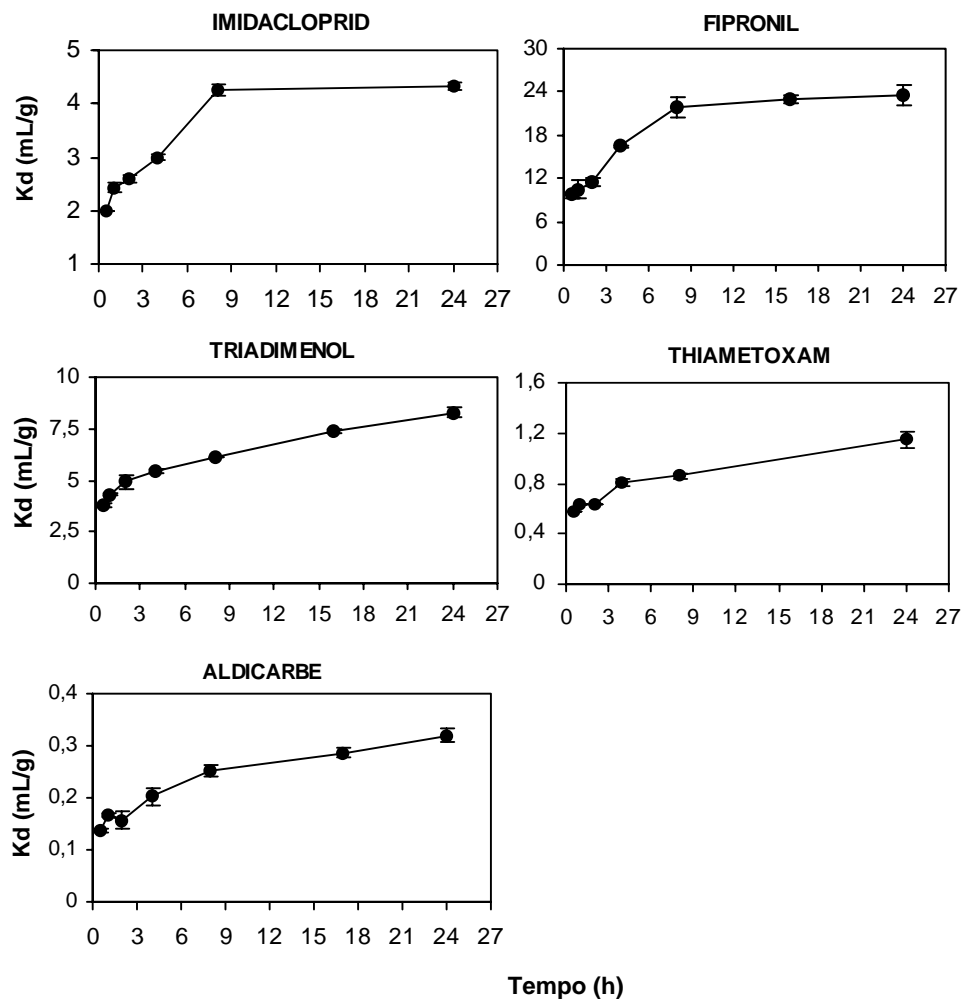 IMIDACLOPRID
5
4
3
2
1
Kd (mL/g)
0 3 6 9 12 15 18 21 24 27
FIPRONIL
30
24
18
12
6
0
0 3 6 9 12 15 18 21 24 27
TRIADIMENOL
10
7,5
5
2,5
0
Kd (mL/g)
0 3 6 9 12 15 18 21 24 27
THIAMETOXAM
1,6
1,2
0,8
0,4
0
0 3 6 9 12 15 18 21 24 27
ALDICARBE
0,4
0,3
0,2
0,1
0
Kd (mL/g)
0 3 6 9 12 15 18 21 24 27
Tempo (h)